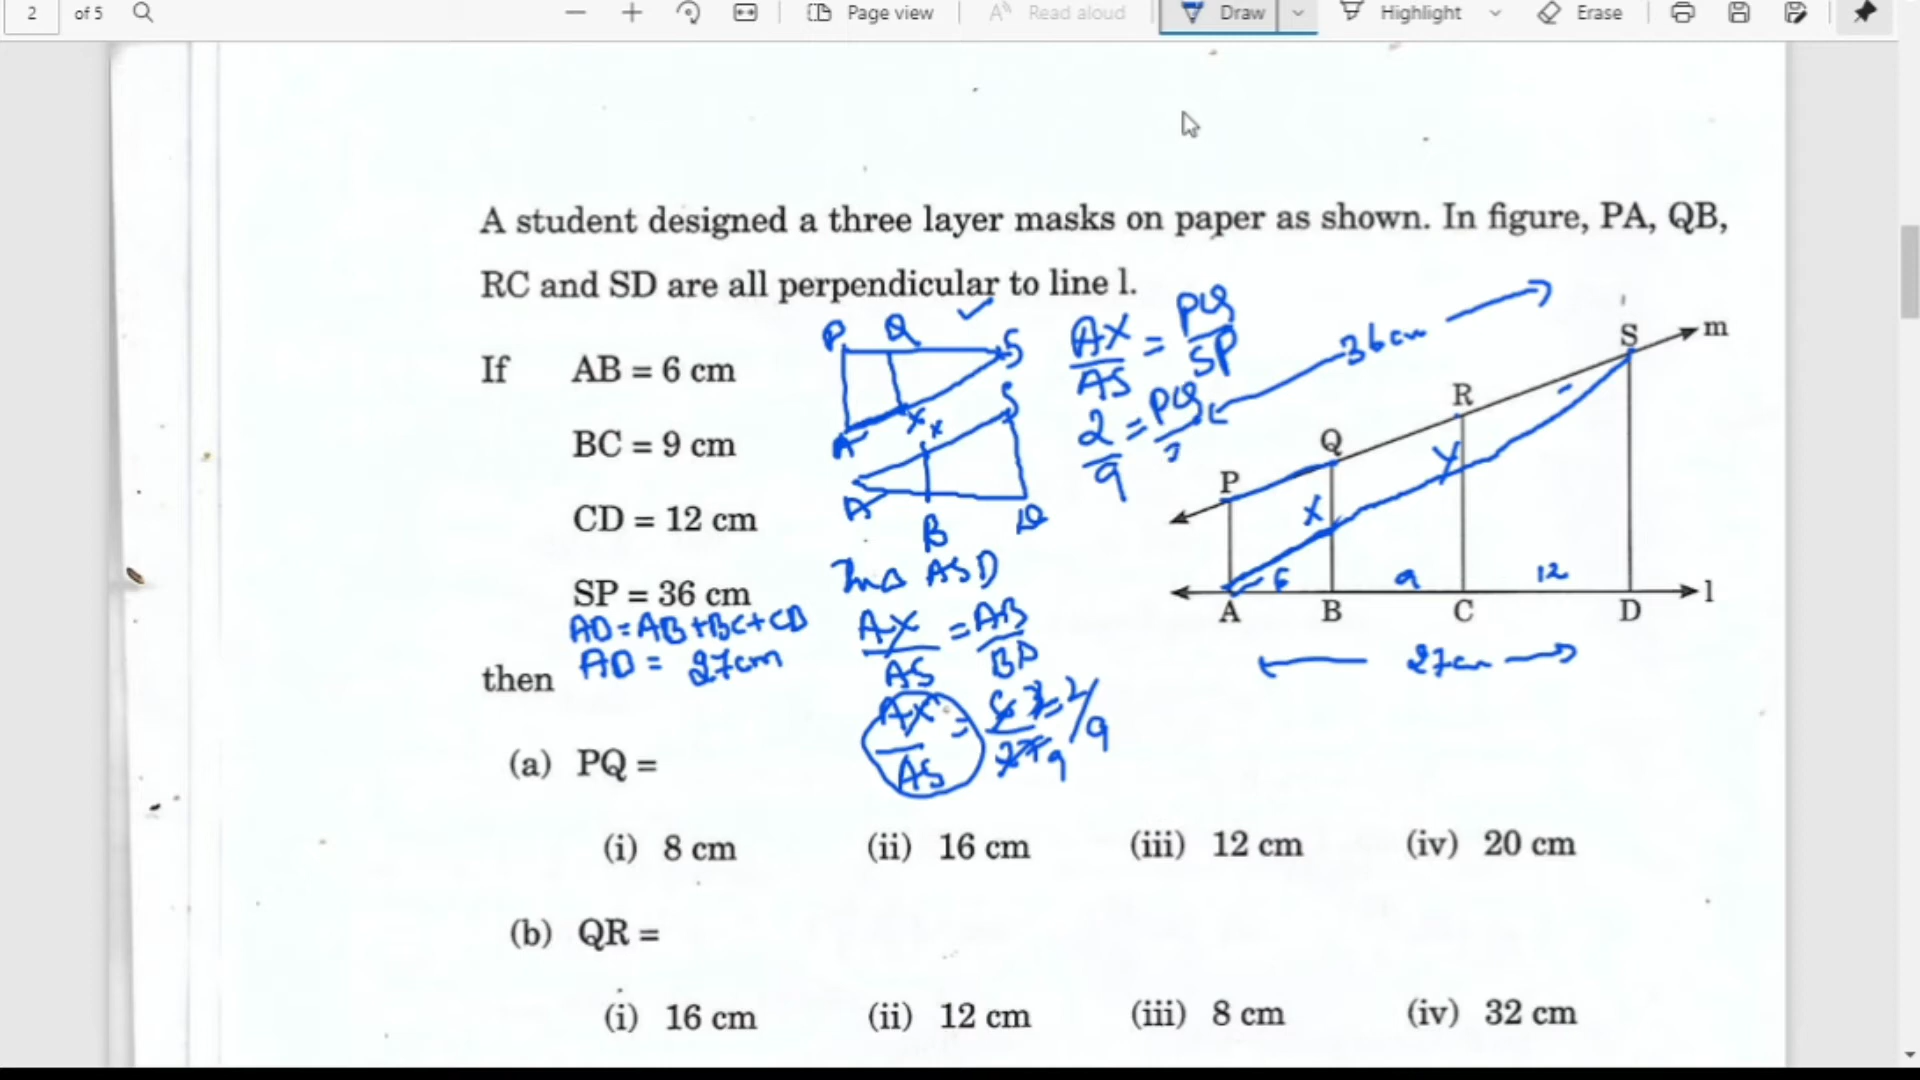 2 of 5 Page view Read aloud Draw Highlight Erase
A student designed a three layer masks on paper as shown. In figure, PA, QB,
RC and SD are all perpendicular to line l.
If AB = 6 cm
BC = 9 cm
CD = 12 cm
SP = 36 cm
AD = AB + BC + CD
AD = 27cm
then
P Q S
A X
S
X
A B D
In Δ ASD
AX/AS = AB/BD
AX/AS = 6/27 2/9 = 2/9
AX/AS = PQ/SP
2/9 = PQ
36cm
S m
R
Q
P
X Y
6 9 12
A B C D l
27cm
(a) PQ =
(i) 8 cm (ii) 16 cm (iii) 12 cm (iv) 20 cm
(b) QR =
(i) 16 cm (ii) 12 cm (iii) 8 cm (iv) 32 cm